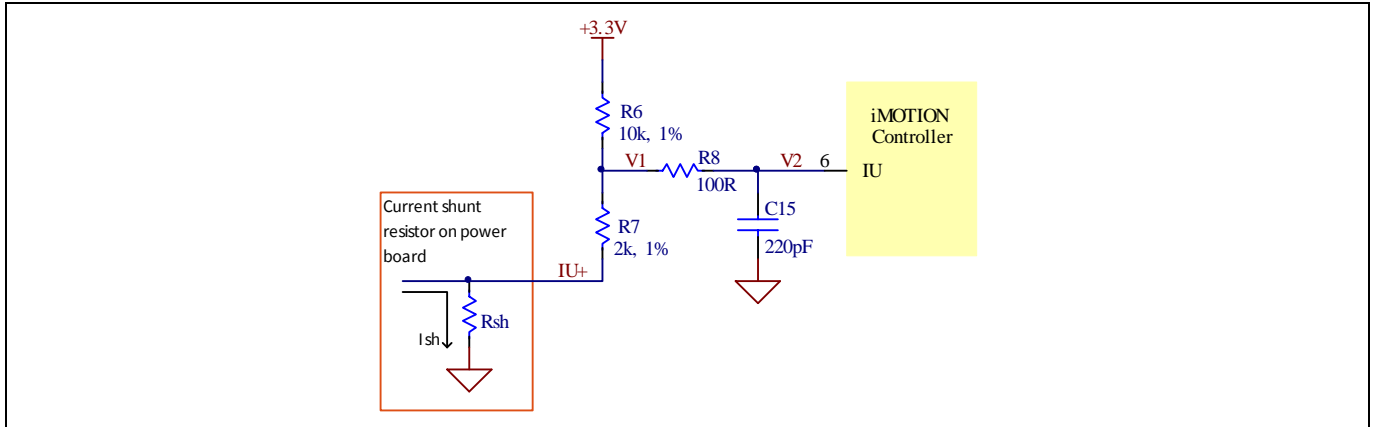 +3.3V
R6
10k, 1%
iMOTION
Controller
V1
R8
100R
V2
6
IU
Current shunt
resistor on power
board
R7
2k, 1%
C15
220pF
IU+
Rsh
Ish